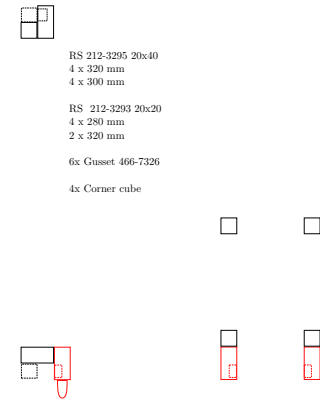 RS 212-3295 20x40
4 x 320 mm
4 x 300 mm
RS 212-3293 20x20
4 x 280 mm
2 x 320 mm
6x Gusset 466-7326
4x Corner cube